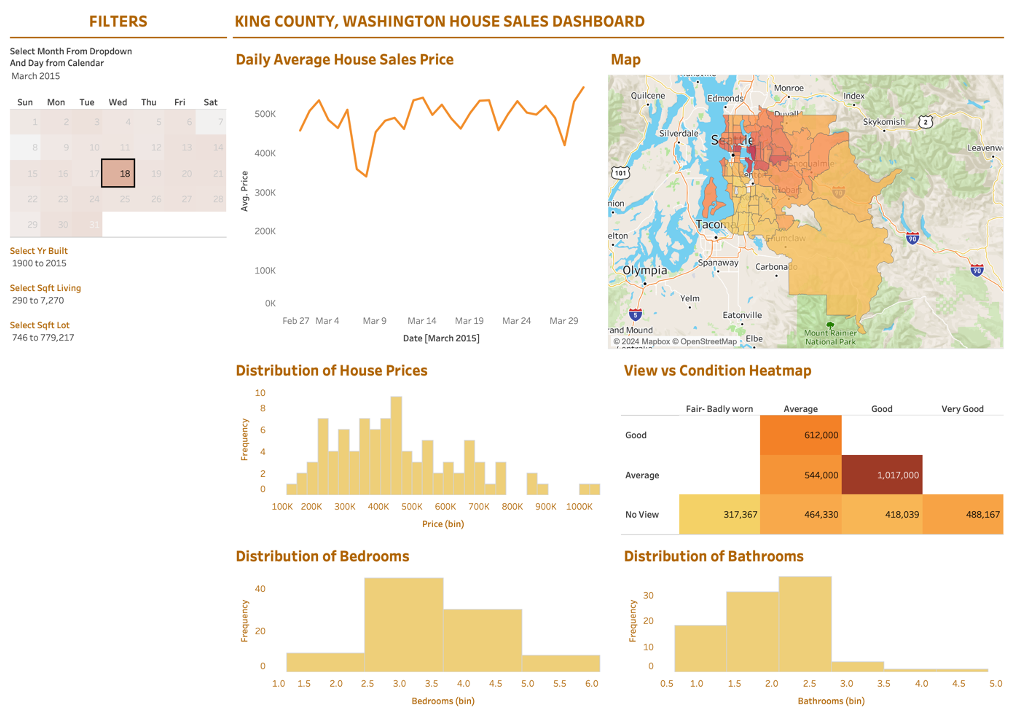 FILTERS
KING COUNTY, WASHINGTON HOUSE SALES DASHBOARD
Select Month From Dropdown
And Day from Calendar
March 2015
Sun Mon Tue Wed Thu Fri Sat
1 2 3 4 5 6 7
8 9 10 11 12 13 14
15 16 17 18 19 20 21
22 23 24 25 26 27 28
29 30 31
Select Yr Built
1900 to 2015
Select Sqft Living
290 to 7,270
Select Sqft Lot
746 to 779,217
Daily Average House Sales Price
500K
400K
300K
200K
100K
0K
Avg. Price
Feb 27 Mar 4 Mar 9 Mar 14 Mar 19 Mar 24 Mar 29
Date [March 2015]
Map
Quilcene
Edmonds
Monroe
Index
Duvall
Skykomish
2
Silverdale
Seattle
Leavenw
101
90
Tacom
Enumclaw
90
elton
Olympia
Spanaway
Carbona
90
Yelm
5
Eatonville
Mount Rainier
National Park
and Mound
Elbe
© 2024 Mapbox © OpenStreetMap
Distribution of House Prices
10
8
6
4
2
0
Frequency
100K 200K 300K 400K 500K 600K 700K 800K 900K 1000K
Price (bin)
View vs Condition Heatmap
Fair- Badly worn Average Good Very Good
Good 612,000
Average 544,000 1,017,000
No View 317,367 464,330 418,039 488,167
Distribution of Bedrooms
40
20
0
Frequency
1.0 1.5 2.0 2.5 3.0 3.5 4.0 4.5 5.0 5.5 6.0
Bedrooms (bin)
Distribution of Bathrooms
30
20
10
0
Frequency
0.5 1.0 1.5 2.0 2.5 3.0 3.5 4.0 4.5 5.0
Bathrooms (bin)